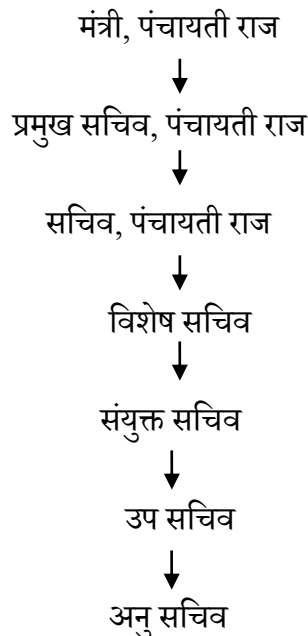 मंत्री, पंचायती राज
प्रमुख सचिव, पंचायती राज
सचिव, पंचायती राज
विशेष सचिव
संयुक्त सचिव
उप सचिव
अनु सचिव